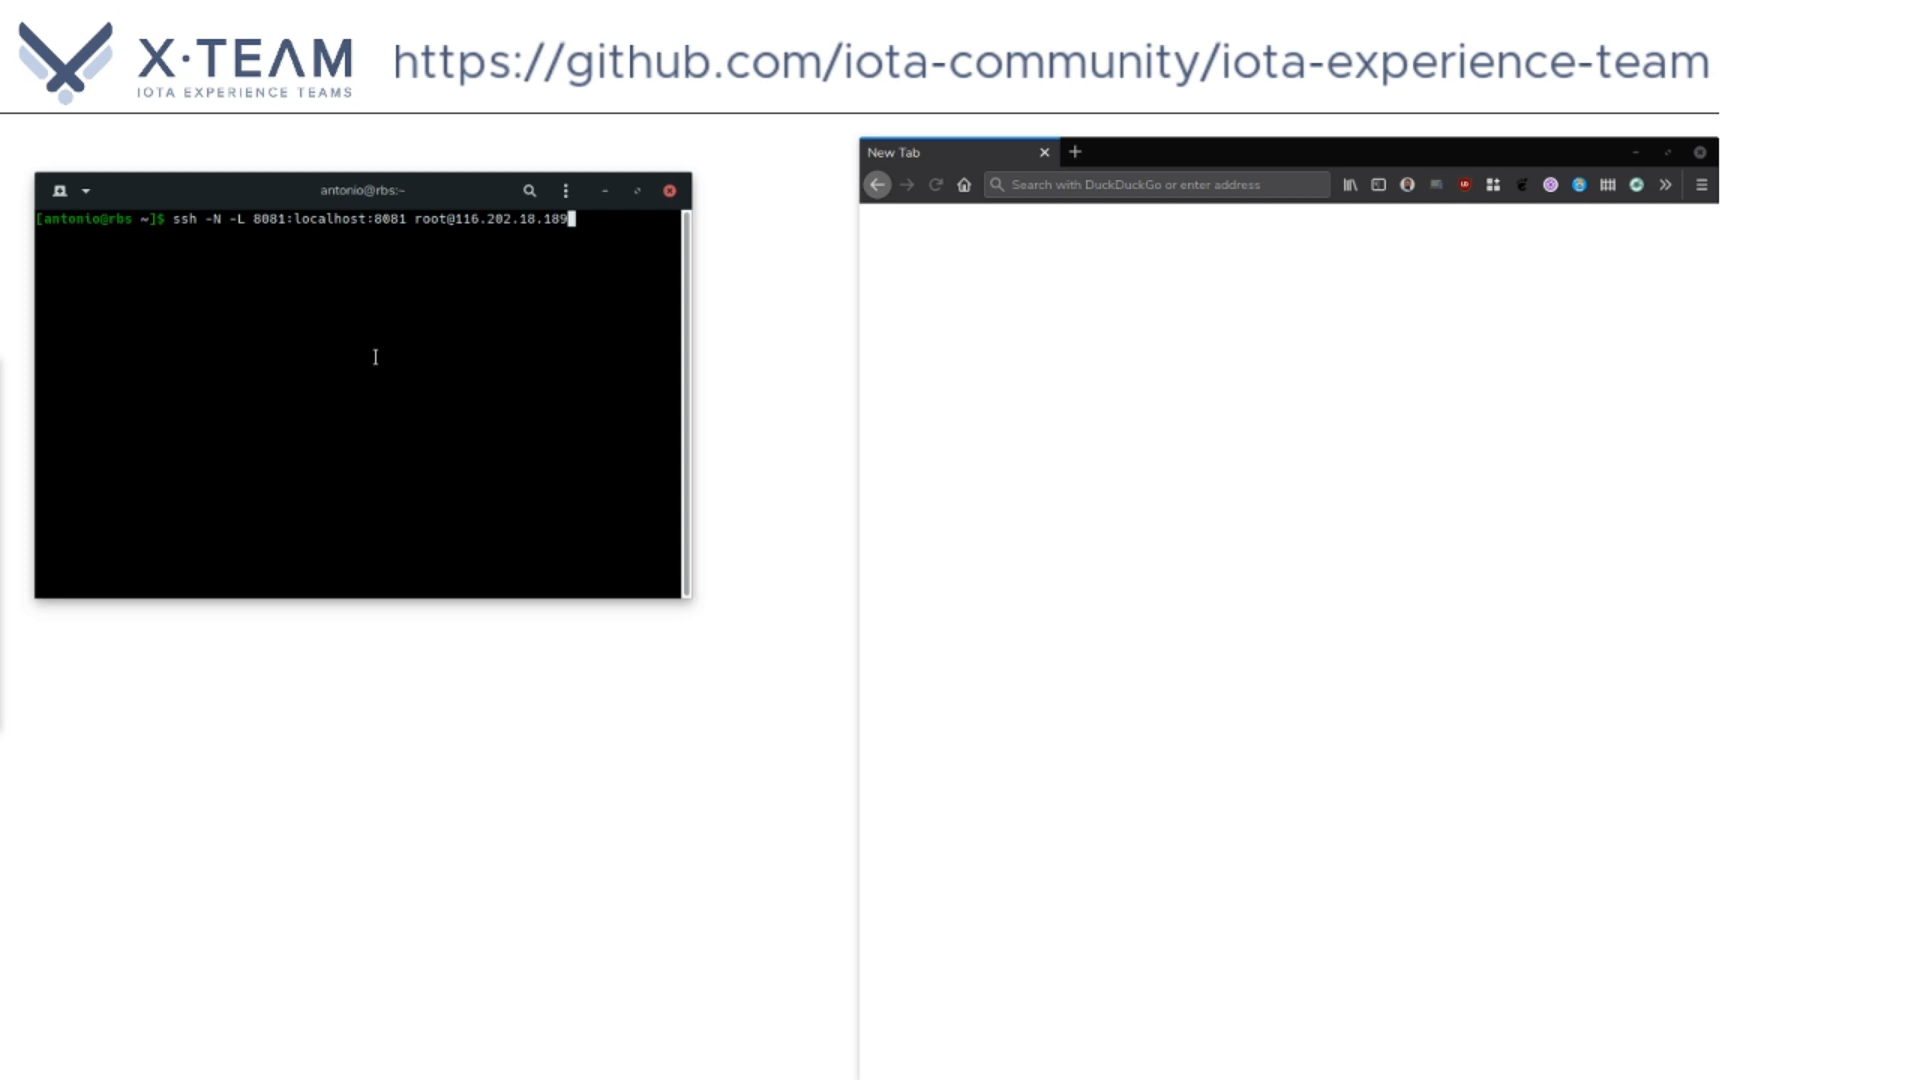 X·TEAM
IOTA EXPERIENCE TEAMS
https://github.com/iota-community/iota-experience-team
antonio@rbs:~
[antonio@rbs ~]$ ssh -N -L 8081:localhost:8081 root@116.202.18.189
New Tab
Search with DuckDuckGo or enter address